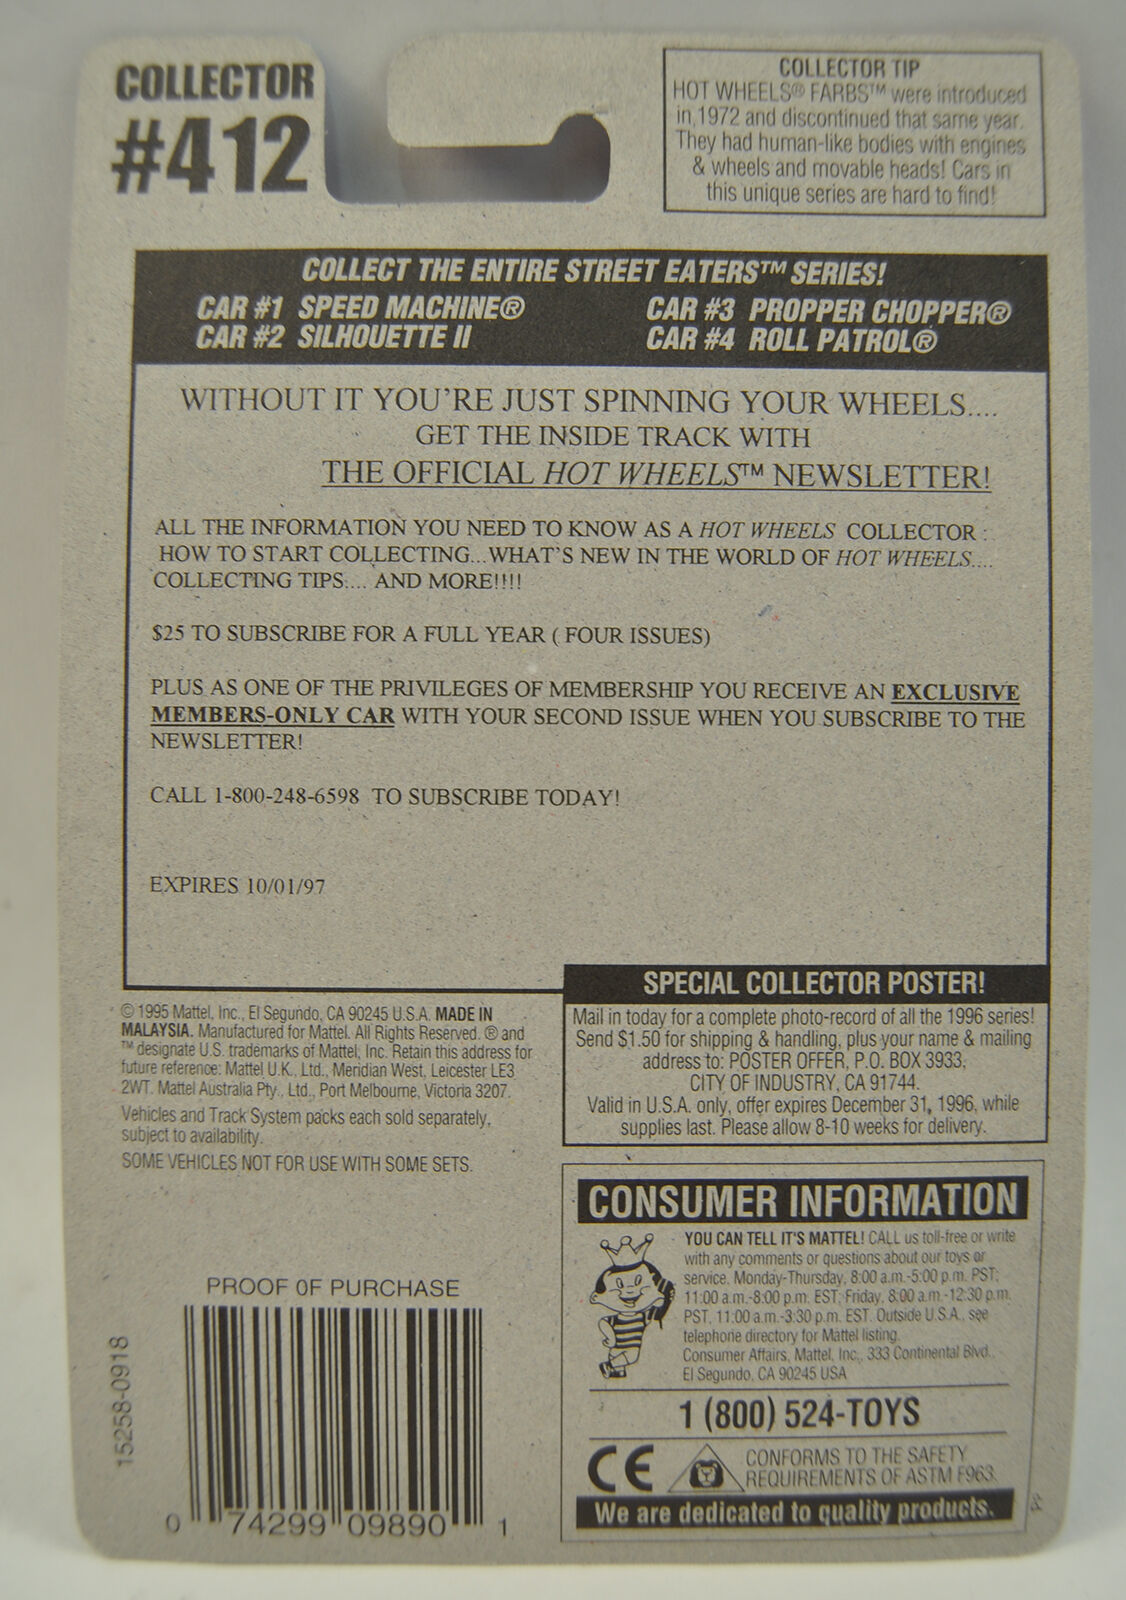 COLLECTOR
#412
COLLECTOR TIP
HOT WHEELS® FARBS™ were introduced
in 1972 and discontinued that same year.
They had human-like bodies with engines
& wheels and movable heads! Cars in
this unique series are hard to find!
COLLECT THE ENTIRE STREET EATERS™ SERIES!
CAR #1 SPEED MACHINE®
CAR #2 SILHOUETTE II
CAR #3 PROPPER CHOPPER®
CAR #4 ROLL PATROL®
WITHOUT IT YOU'RE JUST SPINNING YOUR WHEELS....
GET THE INSIDE TRACK WITH
THE OFFICIAL HOT WHEELS™ NEWSLETTER!
ALL THE INFORMATION YOU NEED TO KNOW AS A HOT WHEELS COLLECTOR :
HOW TO START COLLECTING...WHAT'S NEW IN THE WORLD OF HOT WHEELS....
COLLECTING TIPS.... AND MORE!!!!
$25 TO SUBSCRIBE FOR A FULL YEAR ( FOUR ISSUES)
PLUS AS ONE OF THE PRIVILEGES OF MEMBERSHIP YOU RECEIVE AN EXCLUSIVE
MEMBERS-ONLY CAR WITH YOUR SECOND ISSUE WHEN YOU SUBSCRIBE TO THE
NEWSLETTER!
CALL 1-800-248-6598 TO SUBSCRIBE TODAY!
EXPIRES 10/01/97
© 1995 Mattel, Inc., El Segundo, CA 90245 U.S.A. MADE IN
MALAYSIA. Manufactured for Mattel. All Rights Reserved. ® and
™ designate U.S. trademarks of Mattel, Inc. Retain this address for
future reference: Mattel U.K., Ltd., Meridian West, Leicester LE3
2WT. Mattel Australia Pty., Ltd., Port Melbourne, Victoria 3207.
Vehicles and Track System packs each sold separately,
subject to availability.
SOME VEHICLES NOT FOR USE WITH SOME SETS.
SPECIAL COLLECTOR POSTER!
Mail in today for a complete photo-record of all the 1996 series!
Send $1.50 for shipping & handling, plus your name & mailing
address to: POSTER OFFER, P.O. BOX 3933,
CITY OF INDUSTRY, CA 91744.
Valid in U.S.A. only, offer expires December 31, 1996, while
supplies last. Please allow 8-10 weeks for delivery.
CONSUMER INFORMATION
YOU CAN TELL IT'S MATTEL! CALL us toll-free or write
with any comments or questions about our toys or
service. Monday-Thursday, 8:00 a.m.-5:00 p.m. PST;
11:00 a.m.-8:00 p.m. EST; Friday, 8:00 a.m.-12:30 p.m.
PST, 11:00 a.m.-3:30 p.m. EST. Outside U.S.A., see
telephone directory for Mattel listing.
Consumer Affairs, Mattel, Inc., 333 Continental Blvd.,
El Segundo, CA 90245 USA
1 (800) 524-TOYS
CE
CONFORMS TO THE SAFETY
REQUIREMENTS OF ASTM F963.
We are dedicated to quality products.
PROOF OF PURCHASE
15258-0918
0 74299 09890 1